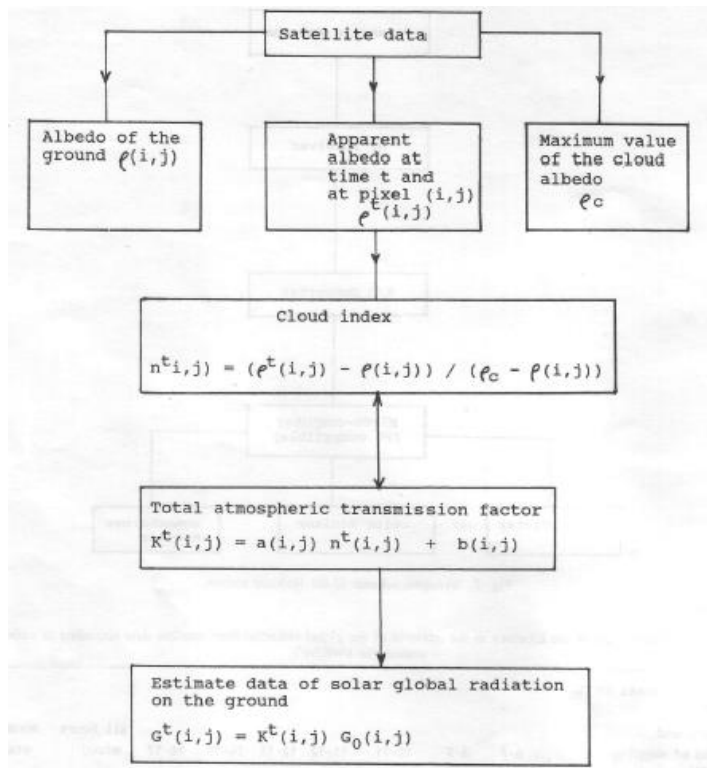 Satellite data
Albedo of the
ground ρ(i,j)
Apparent
albedo at
time t and
at pixel (i,j)
ρᵗ(i,j)
Maximum value
of the cloud
albedo
ρc
Cloud index
nᵗi,j) = (ρᵗ(i,j) - ρ(i,j)) / (ρc - ρ(i,j))
Total atmospheric transmission factor
Kᵗ(i,j) = a(i,j) nᵗ(i,j) + b(i,j)
Estimate data of solar global radiation
on the ground
Gᵗ(i,j) = Kᵗ(i,j) G₀(i,j)